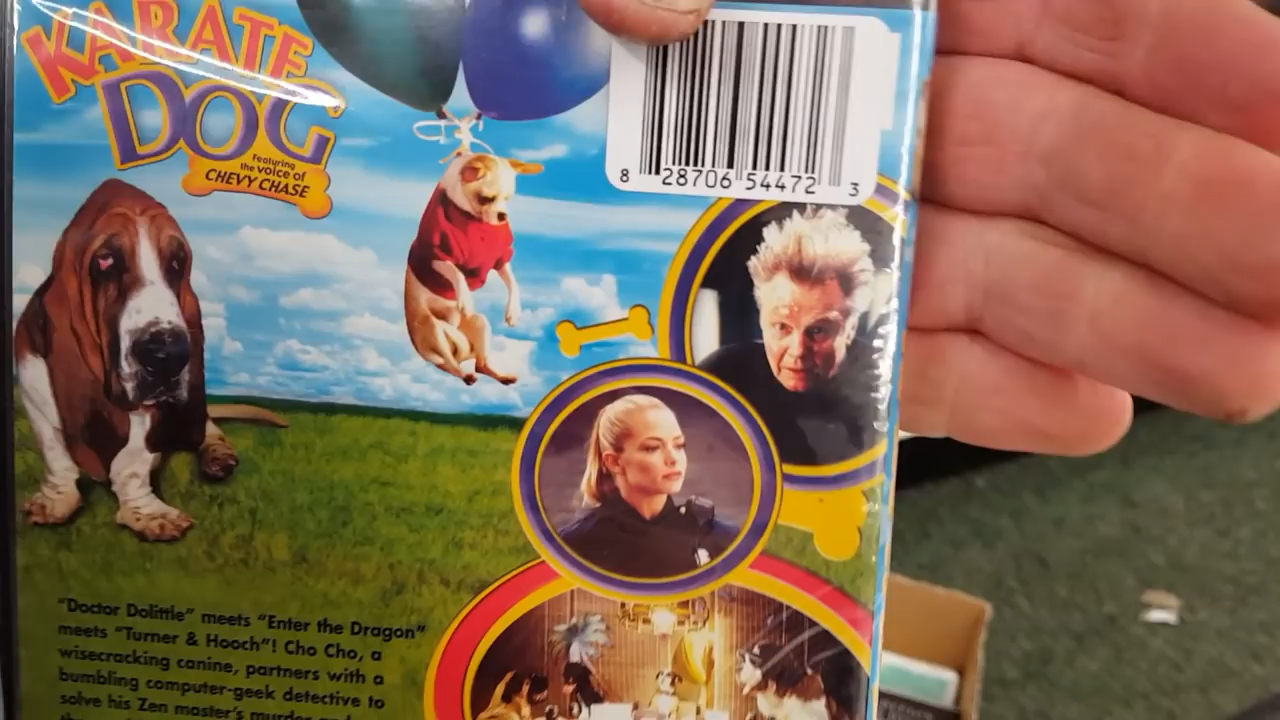 KARATE
DOG
Featuring
the voice of
CHEVY CHASE
8 28706 54472 3
"Doctor Dolittle" meets "Enter the Dragon"
meets "Turner & Hooch"! Cho Cho, a
wisecracking canine, partners with a
bumbling computer-geek detective to
solve his Zen master's murder and